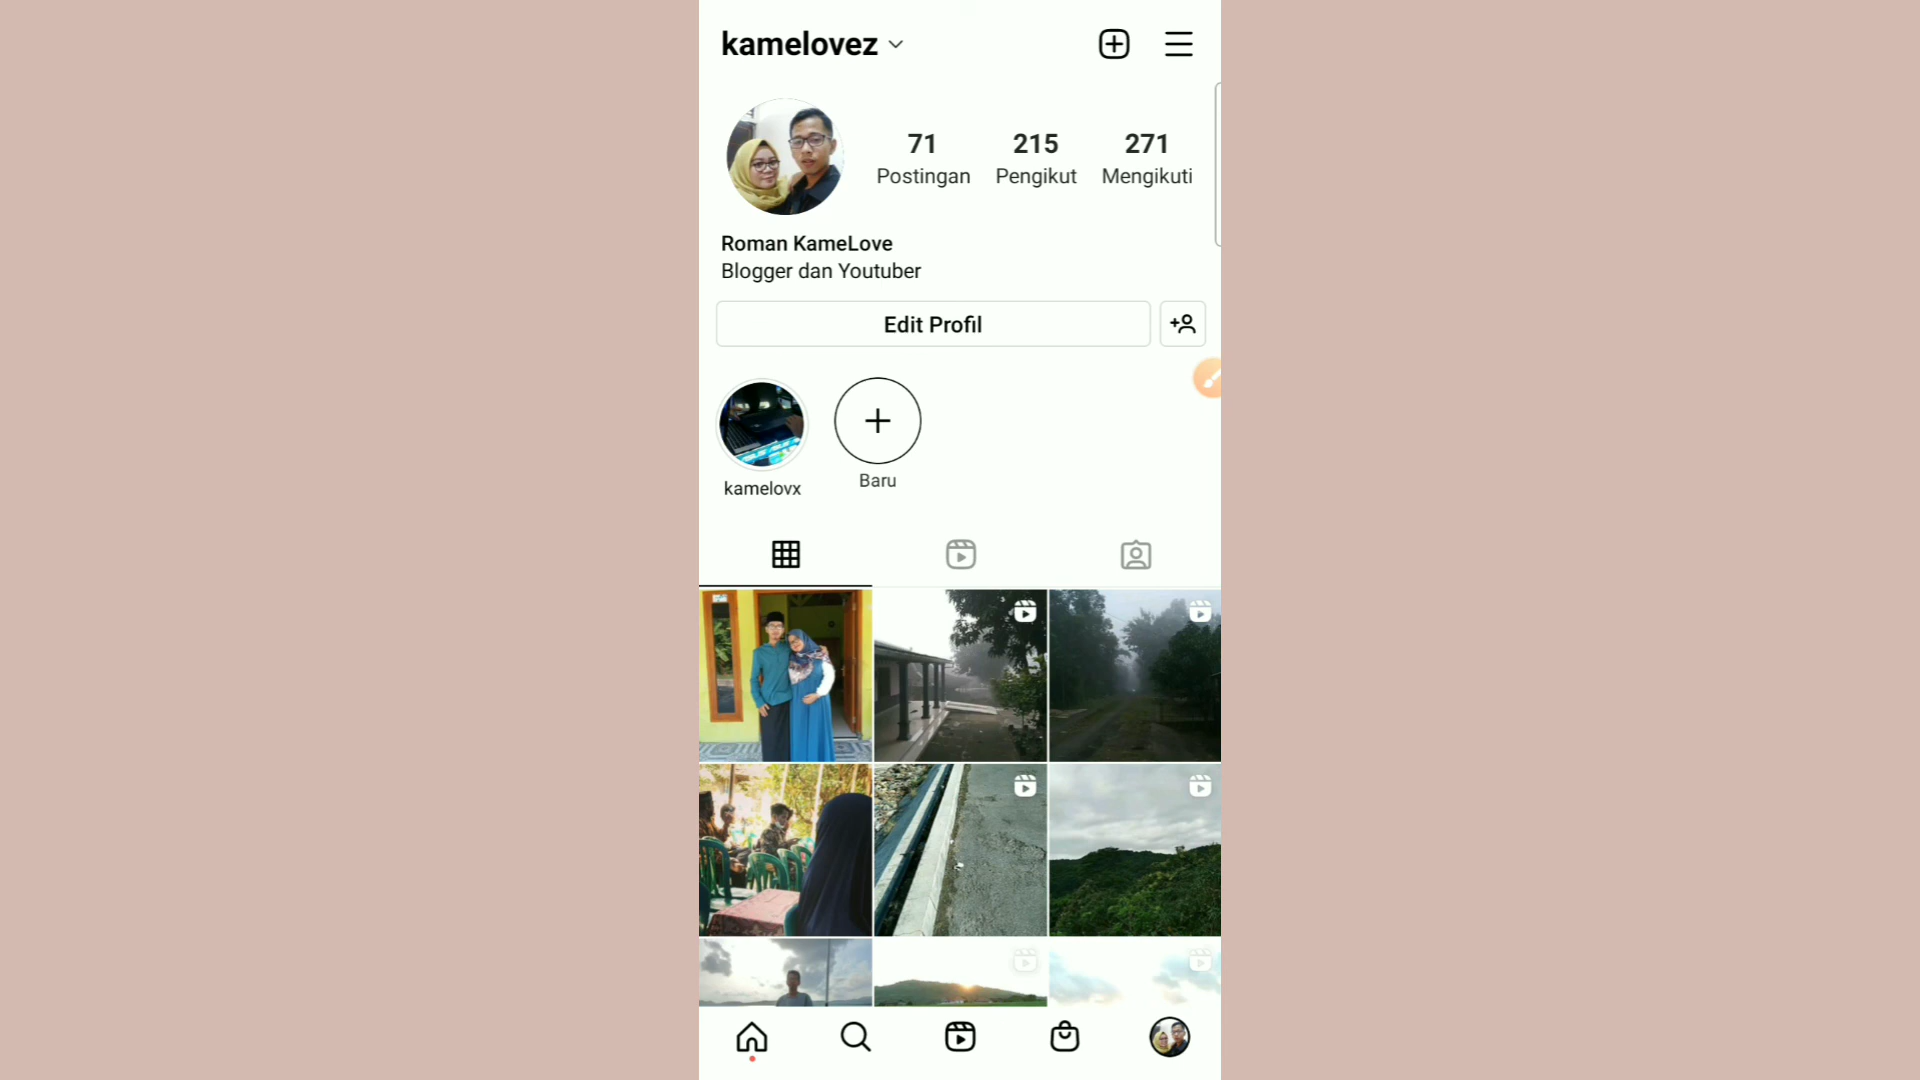 kamelovez
71 215 271
Postingan Pengikut Mengikuti
Roman KameLove
Blogger dan Youtuber
Edit Profil
kamelovx
Baru